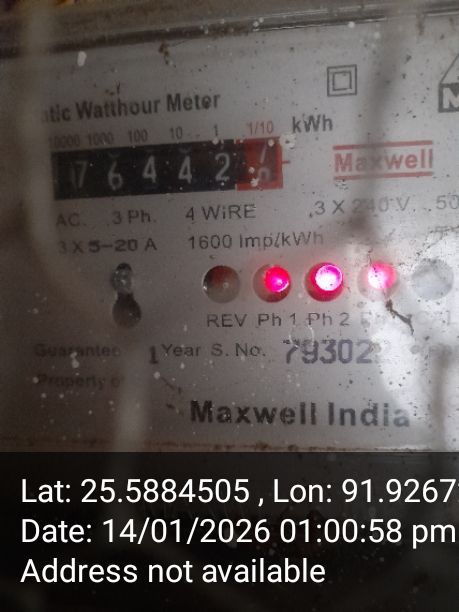 tic Watthour Meter
10000 1000 100 10 1 1/10 kWh
7 6 4 4 2
Maxwell
AC. 3 Ph. 4 WiRE 3 X 240 V 50
3 X 5-20 A 1600 Imp/kWh
REV Ph 1 Ph 2
Guarantee 1 Year S. No. 793022
Property of
Maxwell India
Lat: 25.5884505 , Lon: 91.9267
Date: 14/01/2026 01:00:58 pm
Address not available